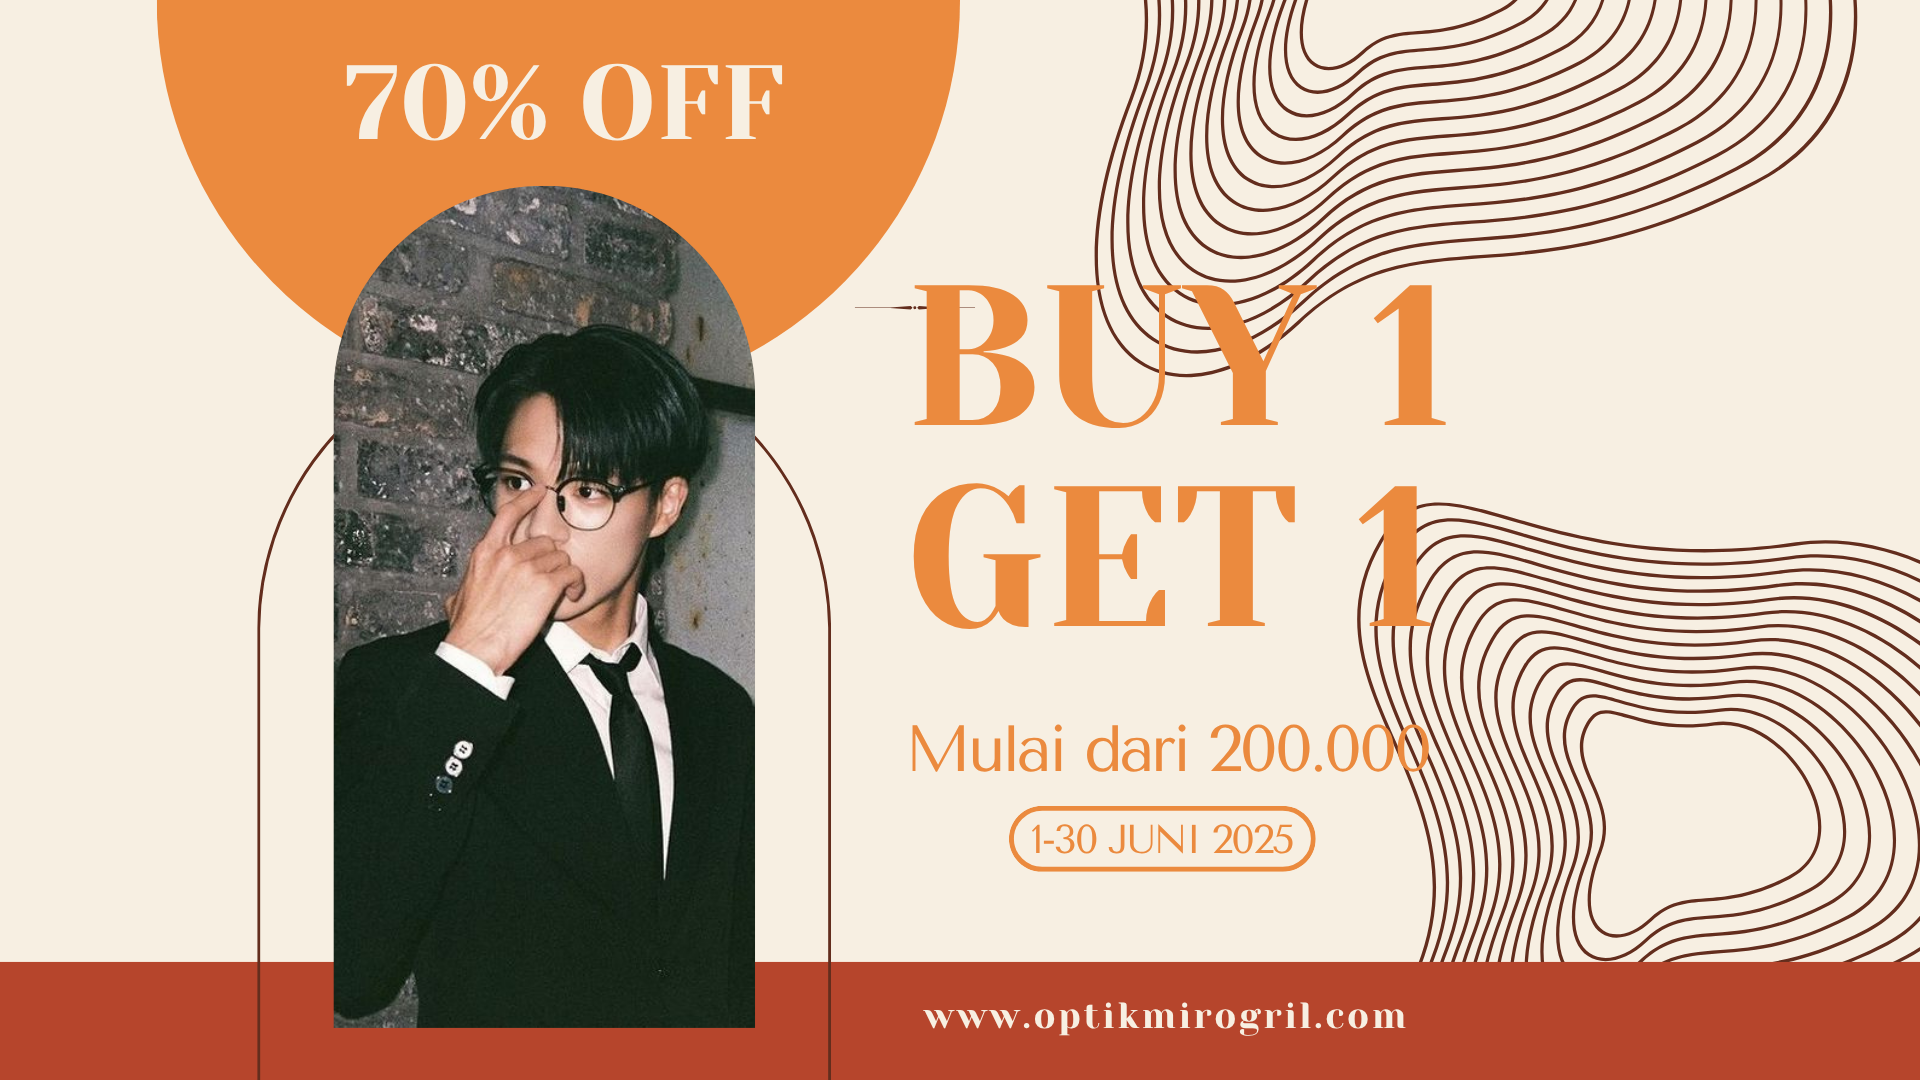 70% OFF
BUY 1
GET 1
Mulai dari 200.000
1-30 JUNI 2025
www.optikmirogril.com